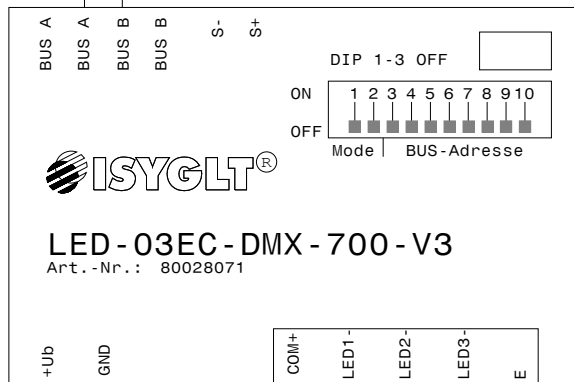 BUS A
BUS A
BUS B
BUS B
S-
S+
DIP 1-3 OFF
ON
1 2 3 4 5 6 7 8 9 10
OFF
Mode BUS-Adresse
ISYGLT®
LED-03EC-DMX-700-V3
Art.-Nr.: 80028071
+Ub
GND
COM+
LED1-
LED2-
LED3-
E